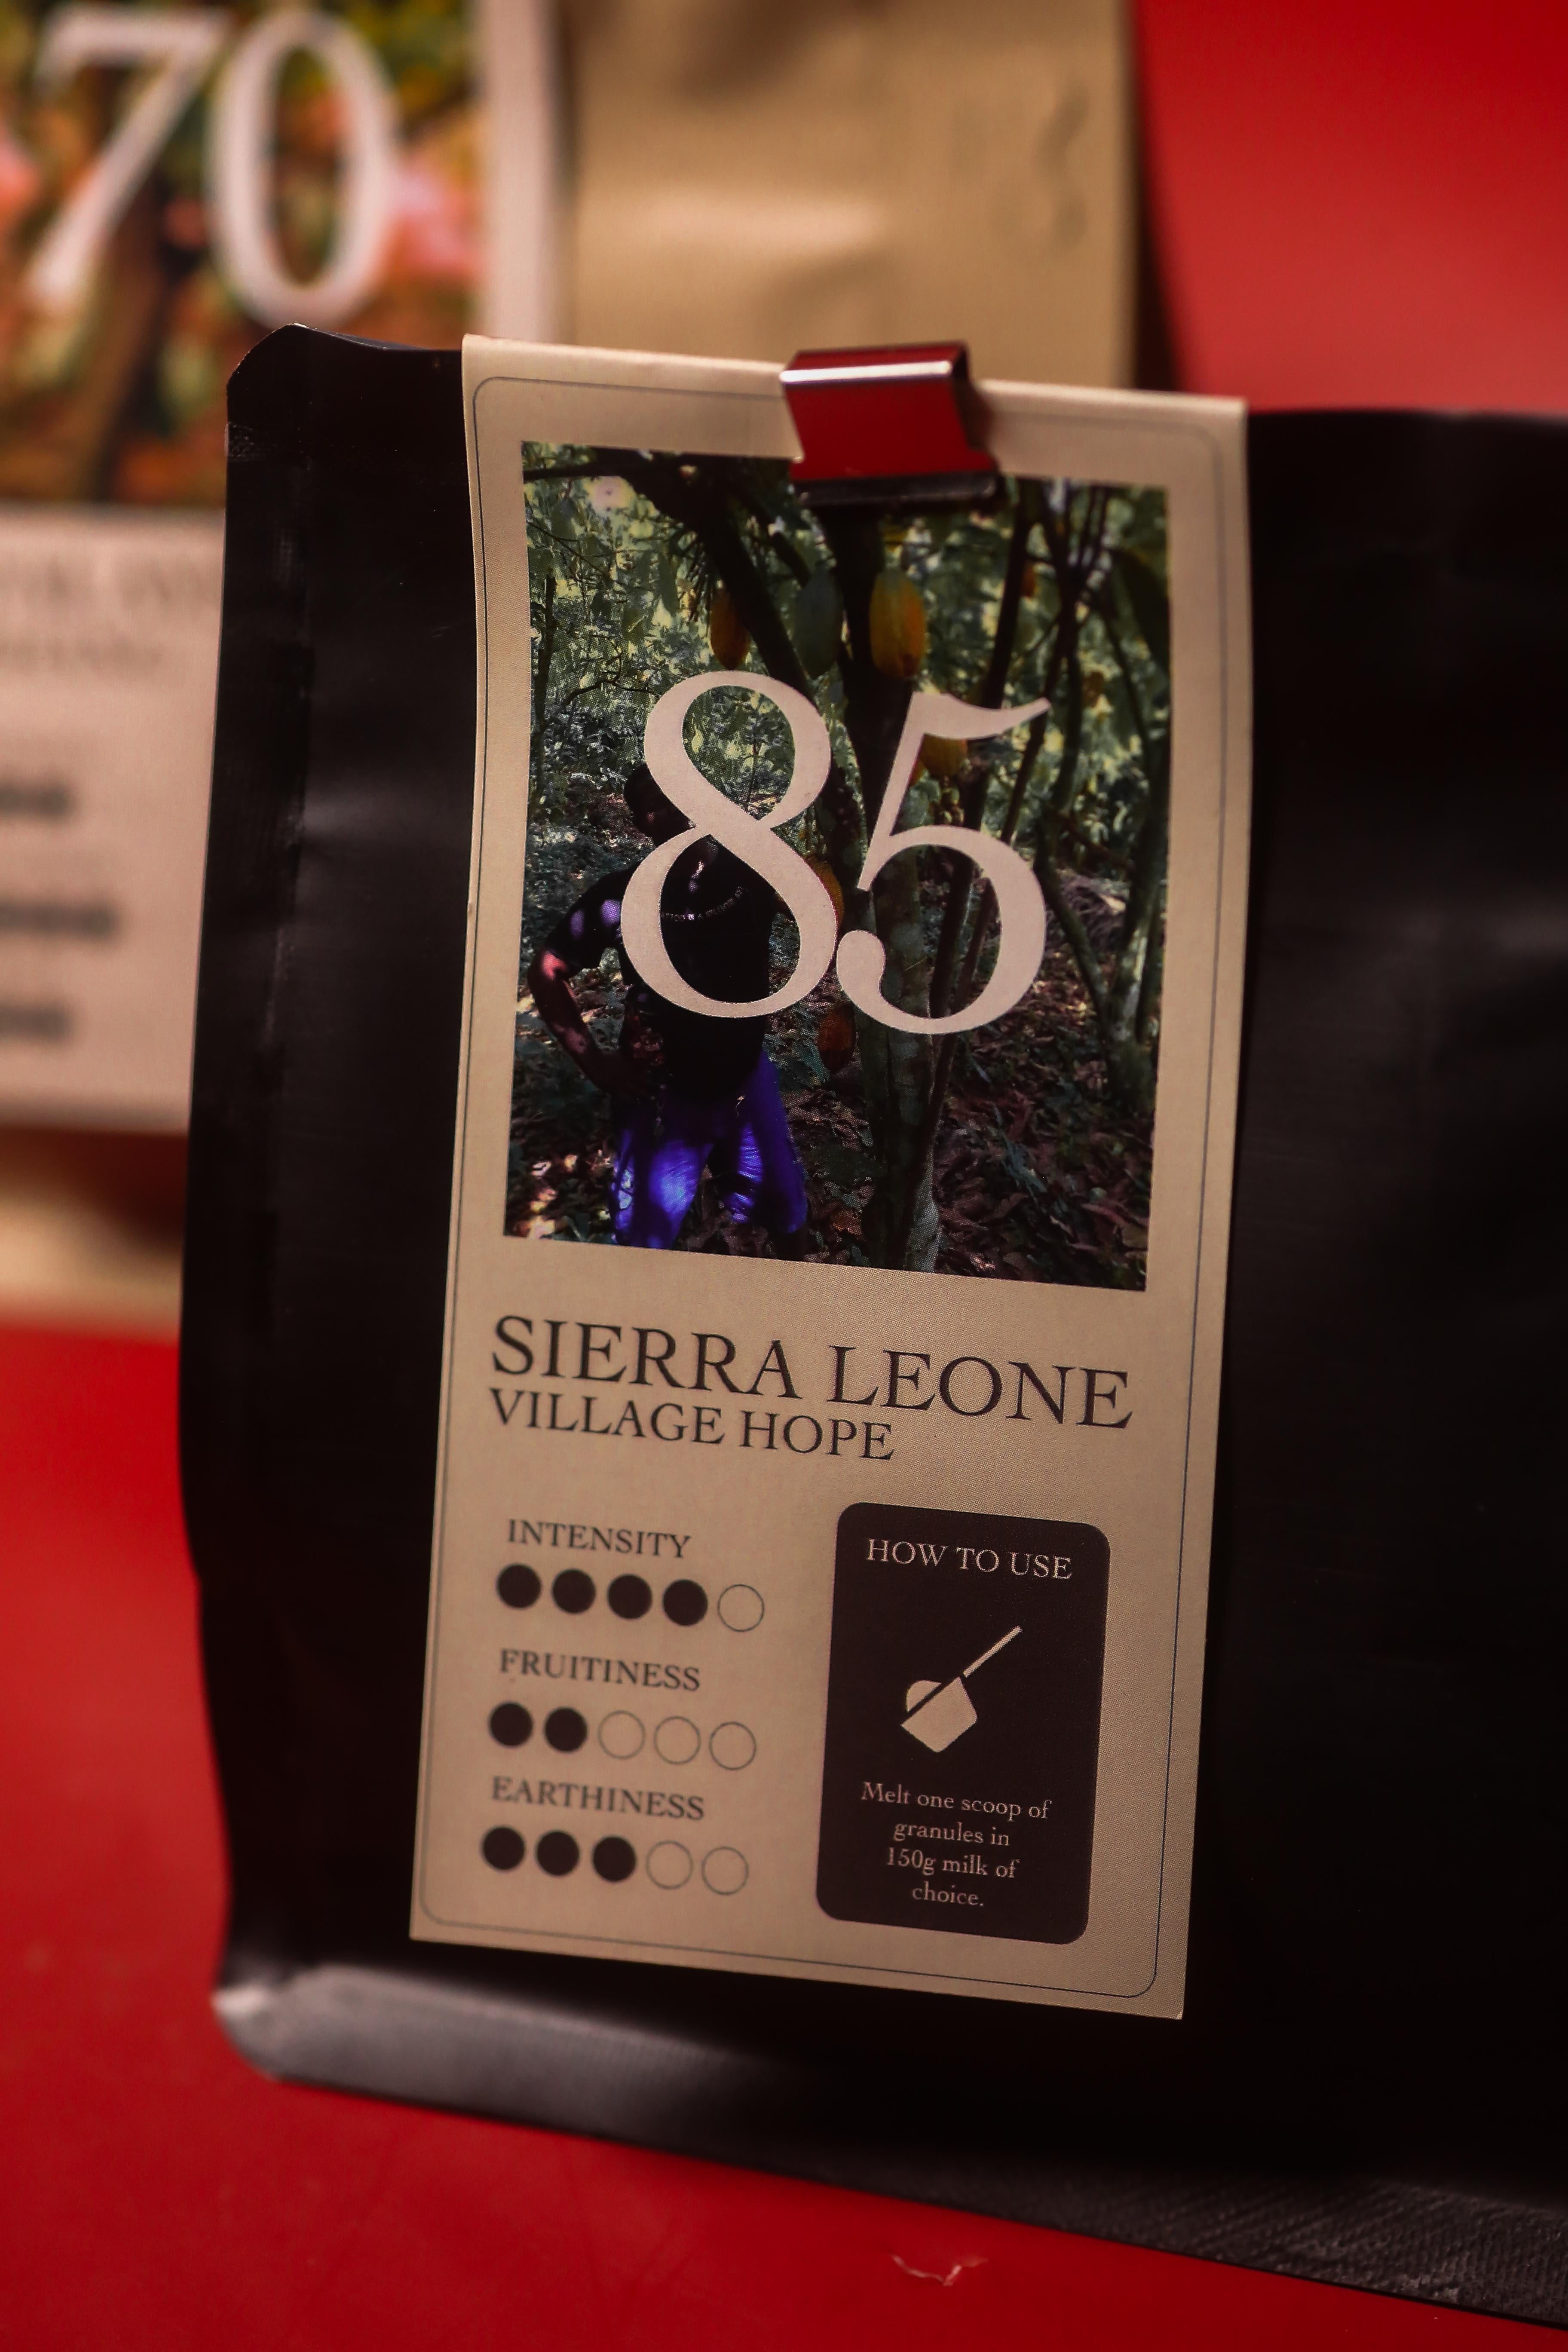 70
85
SIERRA LEONE
VILLAGE HOPE
INTENSITY
FRUITINESS
EARTHINESS
HOW TO USE
Melt one scoop of
granules in
150g milk of
choice.